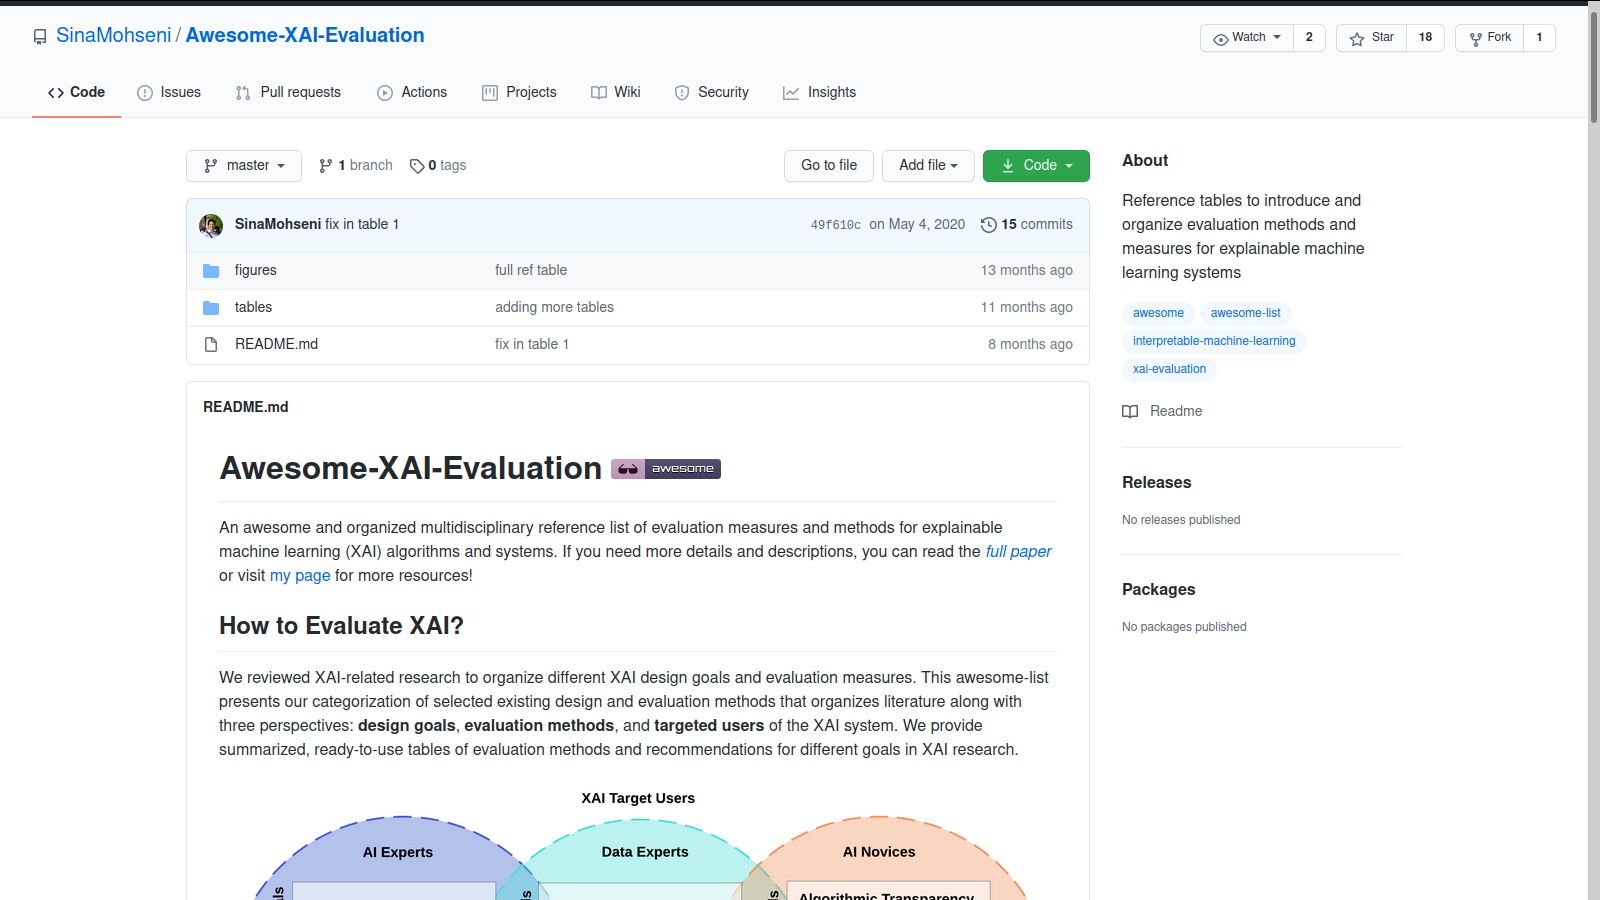 SinaMohseni / Awesome-XAI-Evaluation
Watch 2 Star 18 Fork 1
Code Issues Pull requests Actions Projects Wiki Security Insights
master 1 branch 0 tags Go to file Add file Code
SinaMohseni fix in table 1 49f610c on May 4, 2020 15 commits
figures full ref table 13 months ago
tables adding more tables 11 months ago
README.md fix in table 1 8 months ago
README.md
Awesome-XAI-Evaluation awesome
An awesome and organized multidisciplinary reference list of evaluation measures and methods for explainable
machine learning (XAI) algorithms and systems. If you need more details and descriptions, you can read the full paper
or visit my page for more resources!
How to Evaluate XAI?
We reviewed XAI-related research to organize different XAI design goals and evaluation measures. This awesome-list
presents our categorization of selected existing design and evaluation methods that organizes literature along with
three perspectives: design goals, evaluation methods, and targeted users of the XAI system. We provide
summarized, ready-to-use tables of evaluation methods and recommendations for different goals in XAI research.
XAI Target Users
AI Experts Data Experts AI Novices
Algorithmic Transparency
About
Reference tables to introduce and
organize evaluation methods and
measures for explainable machine
learning systems
awesome awesome-list
interpretable-machine-learning
xai-evaluation
Readme
Releases
No releases published
Packages
No packages published